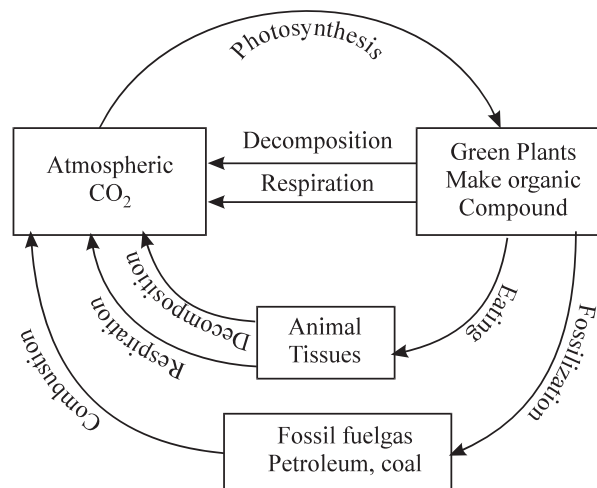 Photosynthesis
Atmospheric
CO₂
Decomposition
Respiration
Green Plants
Make organic
Compound
Decomposition
Respiration
Combustion
Animal
Tissues
Eating
Fossilization
Fossil fuelgas
Petroleum, coal